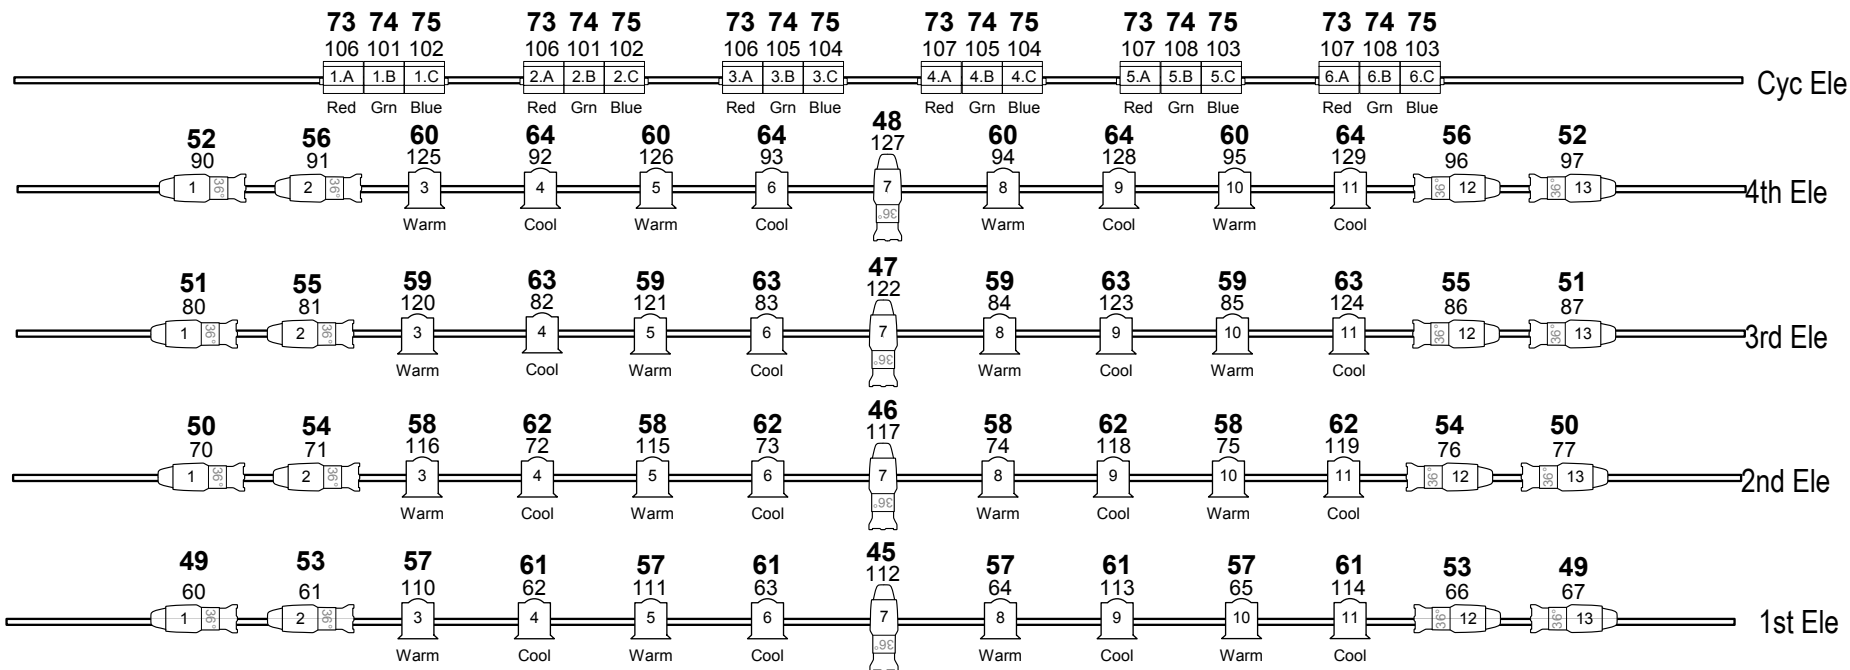 73 74 75 73 74 75 73 74 75 73 74 75 73 74 75 73 74 75
106 101 102 106 101 102 106 105 104 107 105 104 107 108 103 107 108 103
1.A 1.B 1.C 2.A 2.B 2.C 3.A 3.B 3.C 4.A 4.B 4.C 5.A 5.B 5.C 6.A 6.B 6.C Cyc Ele
Red Grn Blue Red Grn Blue Red Grn Blue Red Grn Blue Red Grn Blue Red Grn Blue
52 56 60 64 60 64 48 60 64 60 64 56 52
90 91 125 92 126 93 127 94 128 95 129 96 97
1 36° 2 36° 3 4 5 6 7 8 9 10 11 36° 12 36° 13 4th Ele
36°
Warm Cool Warm Cool Warm Cool Warm Cool
51 55 59 63 59 63 47 59 63 59 63 55 51
80 81 120 82 121 83 122 84 123 85 124 86 87
1 36° 2 36° 3 4 5 6 7 8 9 10 11 36° 12 36° 13 3rd Ele
36°
Warm Cool Warm Cool Warm Cool Warm Cool
50 54 58 62 58 62 46 58 62 58 62 54 50
70 71 116 72 115 73 117 74 118 75 119 76 77
1 36° 2 36° 3 4 5 6 7 8 9 10 11 36° 12 36° 13 2nd Ele
36°
Warm Cool Warm Cool Warm Cool Warm Cool
49 53 57 61 57 61 45 57 61 57 61 53 49
60 61 110 62 111 63 112 64 113 65 114 66 67
1 36° 2 36° 3 4 5 6 7 8 9 10 11 36° 12 36° 13 1st Ele
36°
Warm Cool Warm Cool Warm Cool Warm Cool